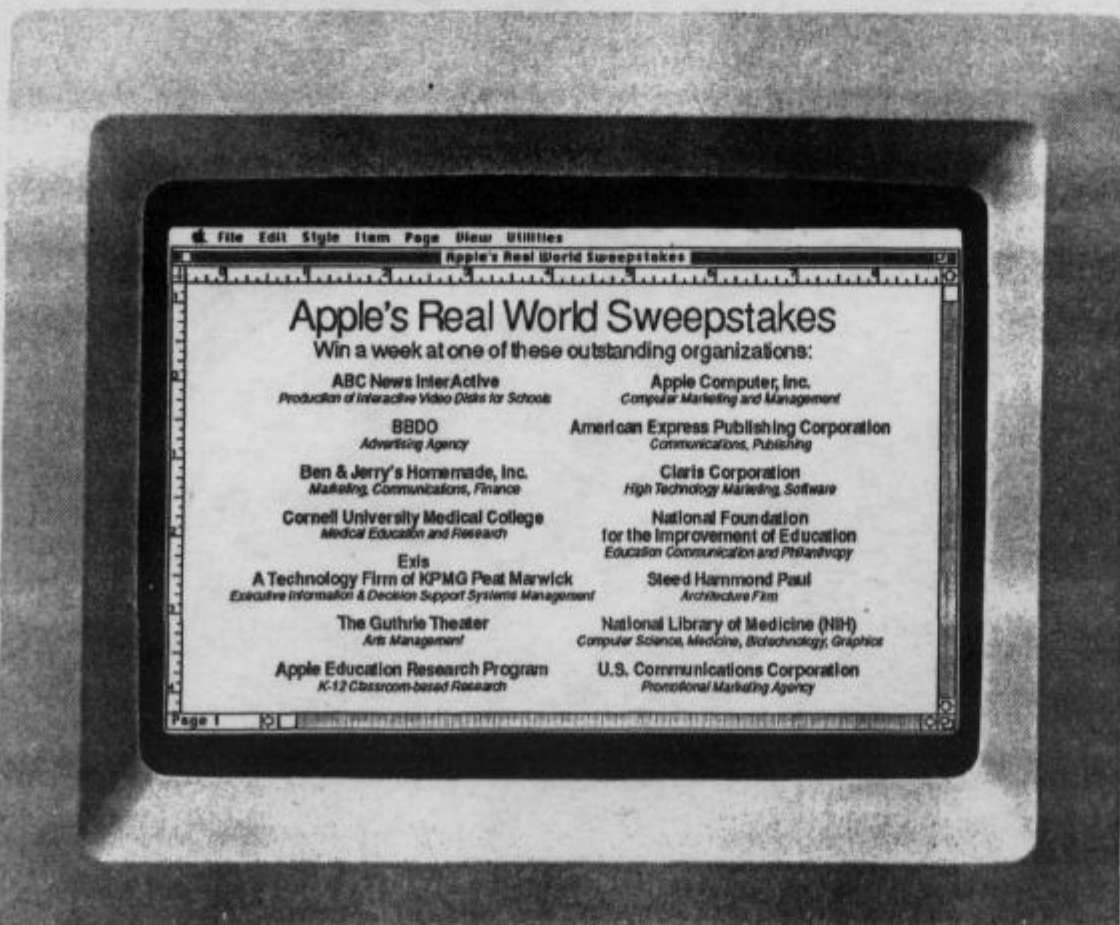 File Edit Style Item Page View Utilities
Apple's Real World Sweepstakes
Apple's Real World Sweepstakes
Win a week at one of these outstanding organizations:
ABC News InterActive
Production of Interactive Video Disks for Schools
BBDO
Advertising Agency
Ben & Jerry's Homemade, Inc.
Marketing, Communications, Finance
Cornell University Medical College
Medical Education and Research
Exis
A Technology Firm of KPMG Peat Marwick
Executive Information & Decision Support Systems Management
The Guthrie Theater
Arts Management
Apple Education Research Program
K-12 Classroom-based Research
Apple Computer, Inc.
Computer Marketing and Management
American Express Publishing Corporation
Communications, Publishing
Claris Corporation
High Technology Marketing, Software
National Foundation
for the Improvement of Education
Education Communication and Philanthropy
Steed Hammond Paul
Architecture Firm
National Library of Medicine (NIH)
Computer Science, Medicine, Biotechnology, Graphics
U.S. Communications Corporation
Promotional Marketing Agency
Page 1